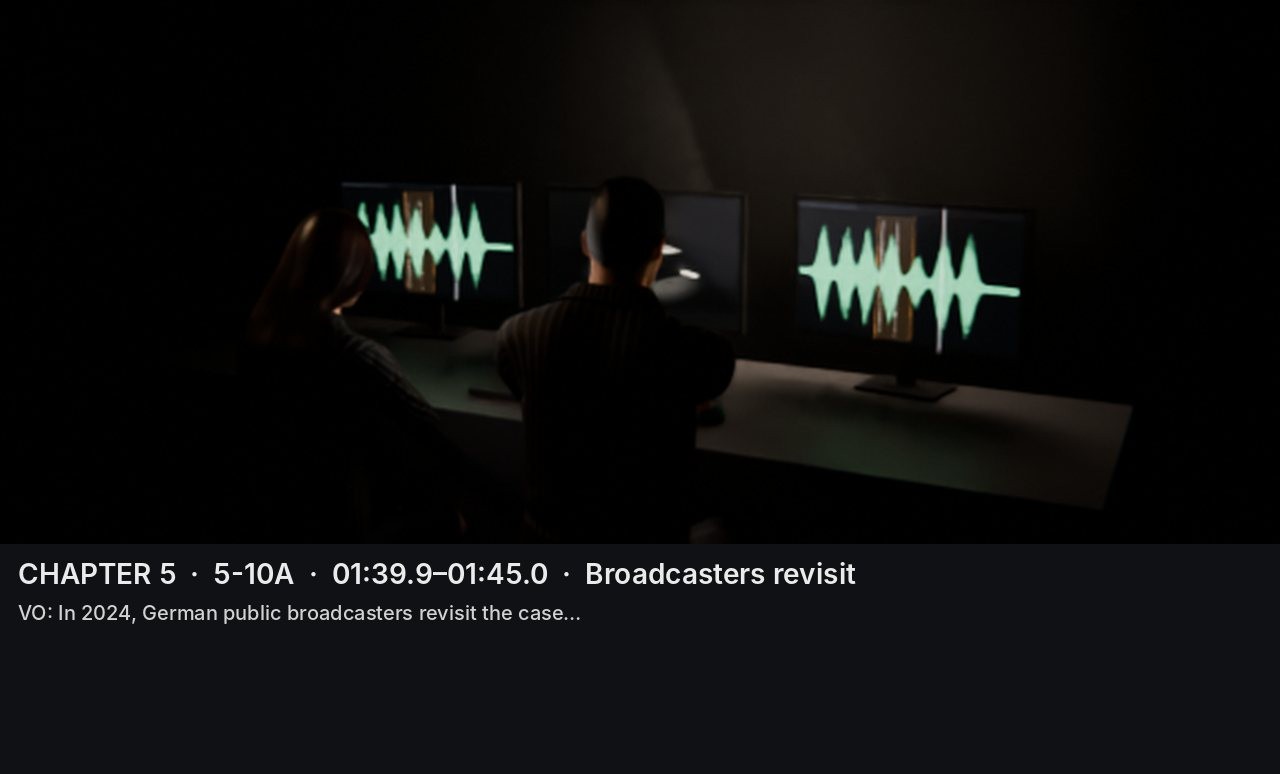 CHAPTER 5 · 5-10A · 01:39.9–01:45.0 · Broadcasters revisit
VO: In 2024, German public broadcasters revisit the case...